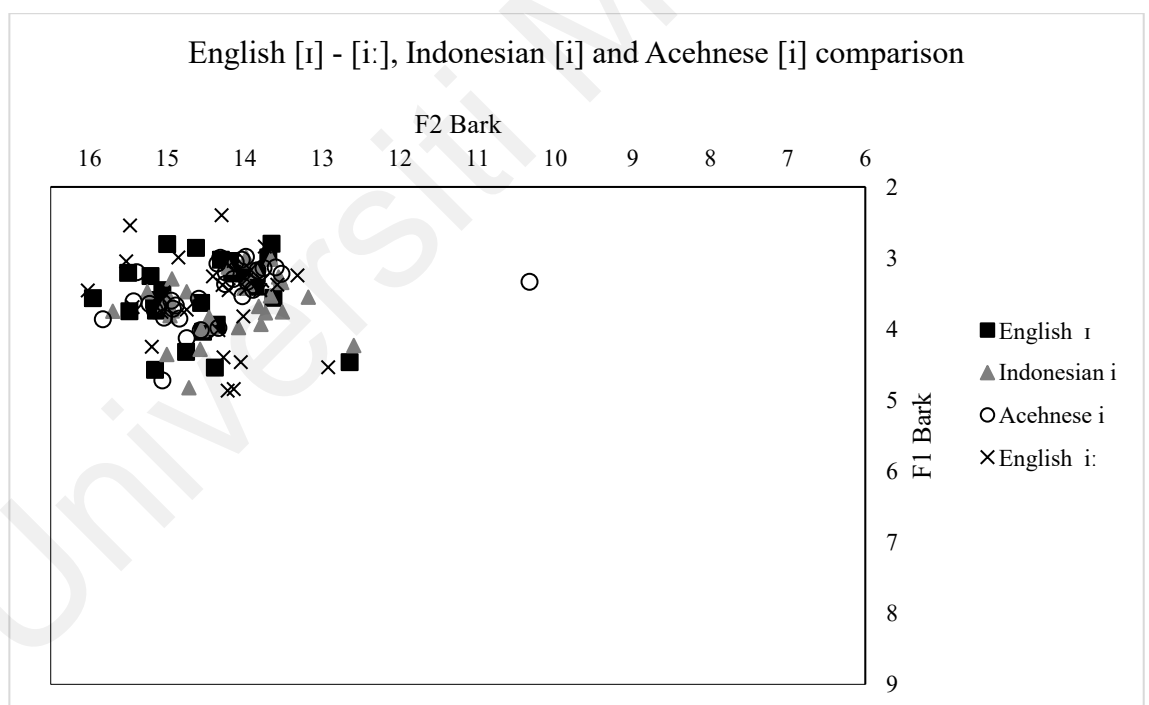 English [ɪ] - [iː], Indonesian [i] and Acehnese [i] comparison
F2 Bark
16 15 14 13 12 11 10 9 8 7 6
2
3
4
5
6
7
8
9
F1 Bark
English ɪ
Indonesian i
Acehnese i
English iː
Universiti M